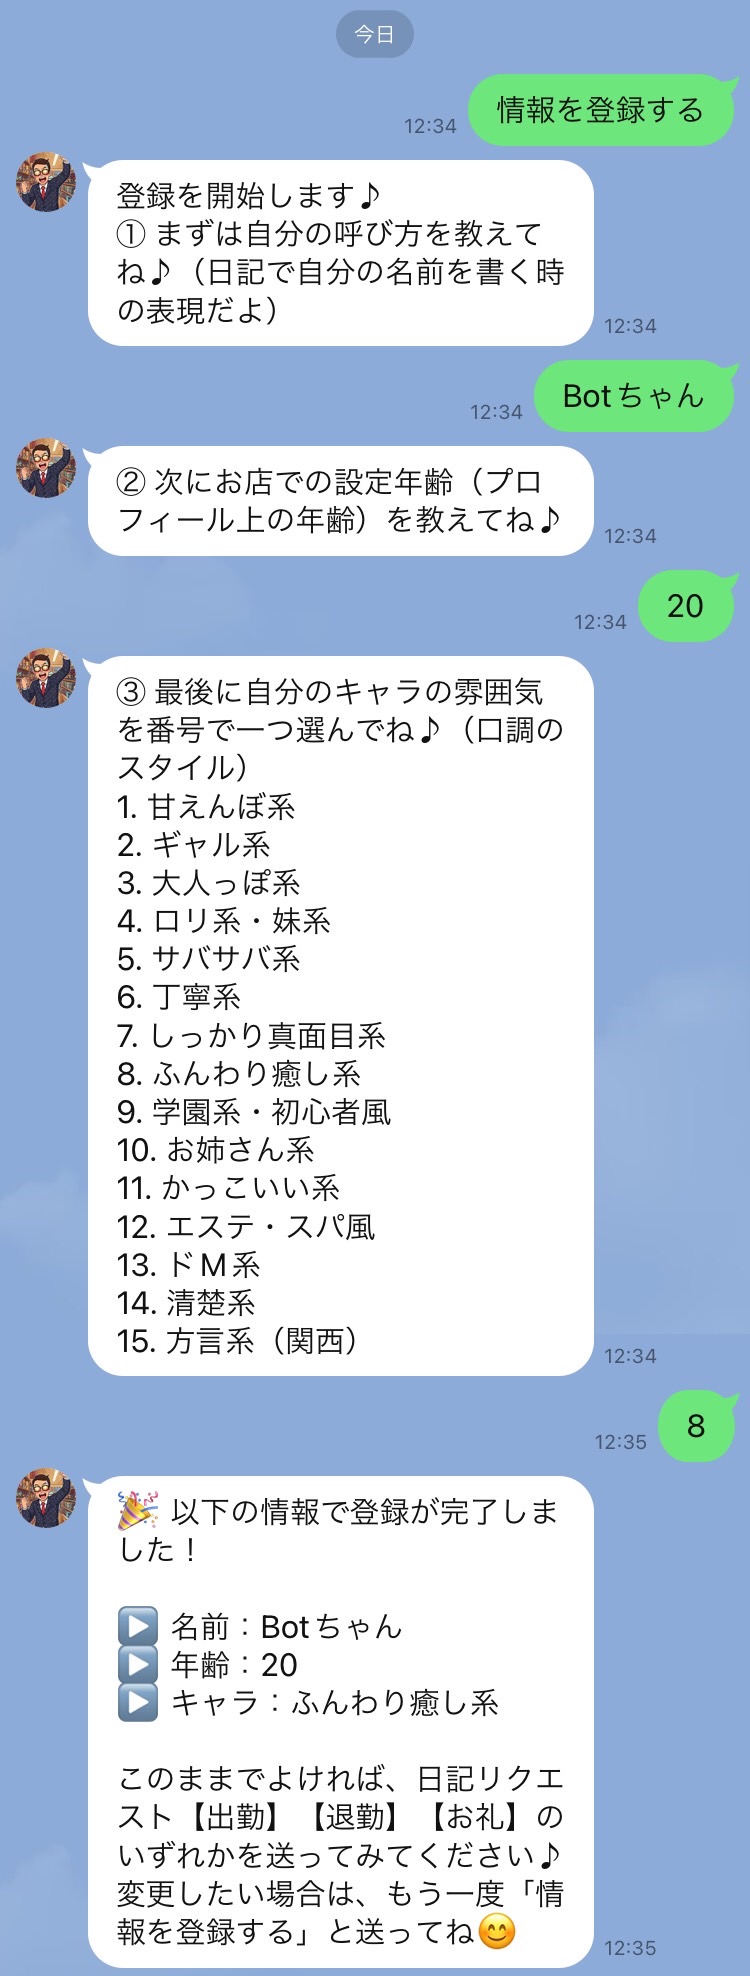 今日
情報を登録する
12:34
登録を開始します♪
① まずは自分の呼び方を教えて
ね♪（日記で自分の名前を書く時
の表現だよ）
12:34
Botちゃん
12:34
② 次にお店での設定年齢（プロ
フィール上の年齢）を教えてね♪
12:34
20
12:34
③ 最後に自分のキャラの雰囲気
を番号で一つ選んでね♪（口調の
スタイル）
1. 甘えんぼ系
2. ギャル系
3. 大人っぽ系
4. ロリ系・妹系
5. サバサバ系
6. 丁寧系
7. しっかり真面目系
8. ふんわり癒し系
9. 学園系・初心者風
10. お姉さん系
11. かっこいい系
12. エステ・スパ風
13. ドM系
14. 清楚系
15. 方言系（関西）
12:34
8
12:35
🎉 以下の情報で登録が完了しま
した！
▶️ 名前：Botちゃん
▶️ 年齢：20
▶️ キャラ：ふんわり癒し系
このままでよければ、日記リクエ
スト【出勤】【退勤】【お礼】の
いずれかを送ってみてください♪
変更したい場合は、もう一度「情
報を登録する」と送ってね😊
12:35